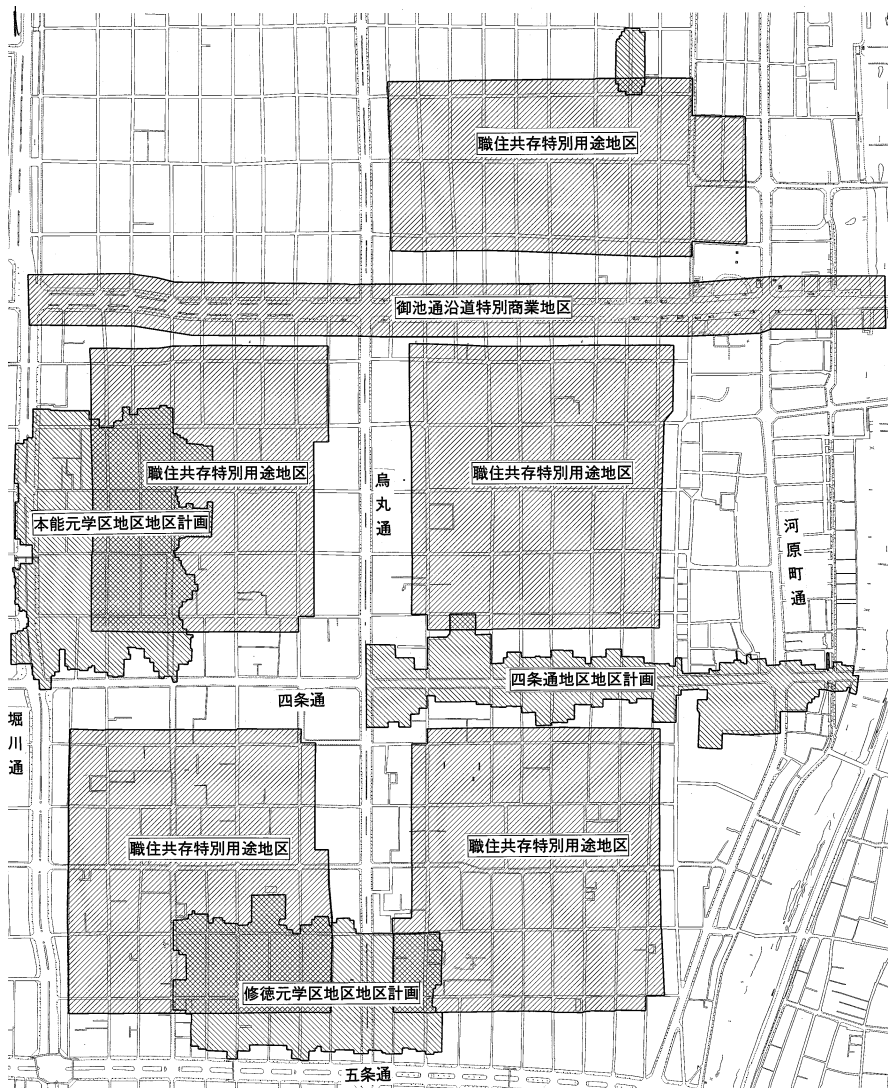 職住共存特別用途地区
御池通沿道特別商業地区
職住共存特別用途地区
職住共存特別用途地区
烏丸通
本能元学区地区地区計画
河原町通
四条通地区地区計画
四条通
堀川通
職住共存特別用途地区
職住共存特別用途地区
修徳元学区地区地区計画
五条通